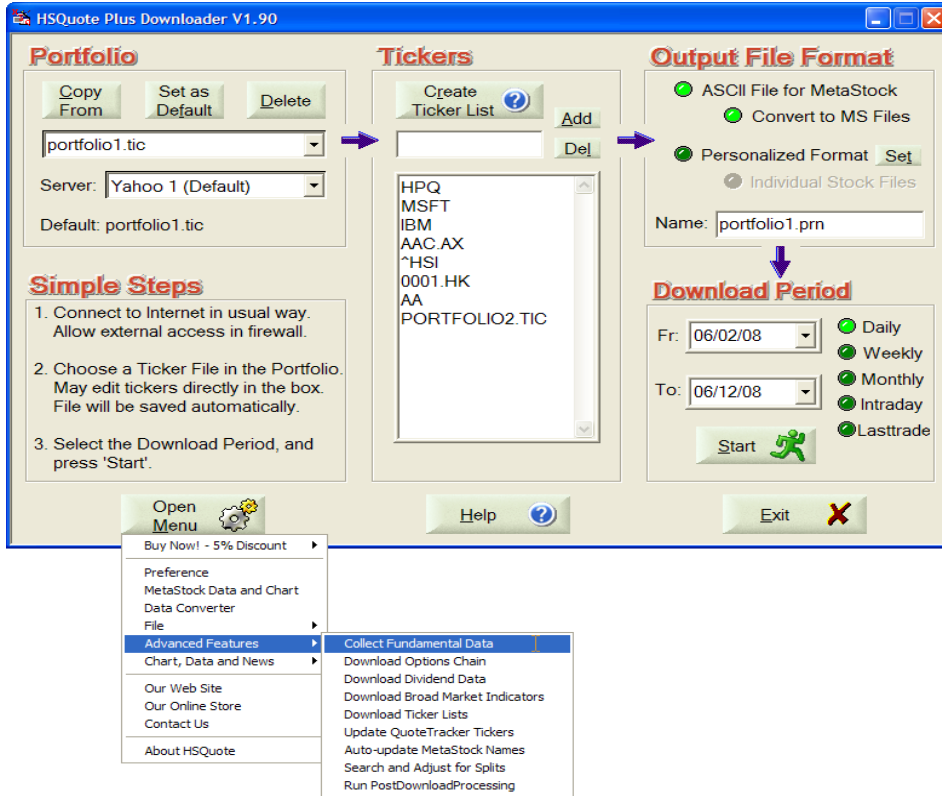 HSQuote Plus Downloader V1.90
Portfolio
Copy From
Set as Default
Delete
portfolio1.tic
Server: Yahoo 1 (Default)
Default: portfolio1.tic
Simple Steps
1. Connect to Internet in usual way.
Allow external access in firewall.
2. Choose a Ticker File in the Portfolio.
May edit tickers directly in the box.
File will be saved automatically.
3. Select the Download Period, and
press 'Start'.
Tickers
Create
Ticker List
Add
Del
HPQ
MSFT
IBM
AAC.AX
^HSI
0001.HK
AA
PORTFOLIO2.TIC
Output File Format
ASCII File for MetaStock
Convert to MS Files
Personalized Format Set
Individual Stock Files
Name: portfolio1.prn
Download Period
Fr: 06/02/08
To: 06/12/08
Daily
Weekly
Monthly
Intraday
Lasttrade
Start
Open
Menu
Help
Exit
Buy Now! - 5% Discount
Preference
MetaStock Data and Chart
Data Converter
File
Advanced Features
Chart, Data and News
Our Web Site
Our Online Store
Contact Us
About HSQuote
Collect Fundamental Data
Download Options Chain
Download Dividend Data
Download Broad Market Indicators
Download Ticker Lists
Update QuoteTracker Tickers
Auto-update MetaStock Names
Search and Adjust for Splits
Run PostDownloadProcessing